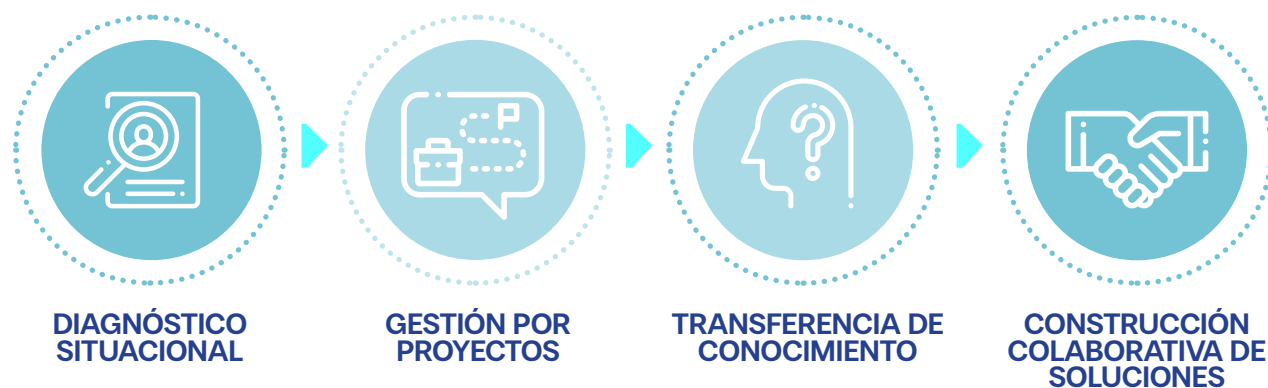 DIAGNÓSTICO
SITUACIONAL
GESTIÓN POR
PROYECTOS
TRANSFERENCIA DE
CONOCIMIENTO
CONSTRUCCIÓN
COLABORATIVA DE
SOLUCIONES